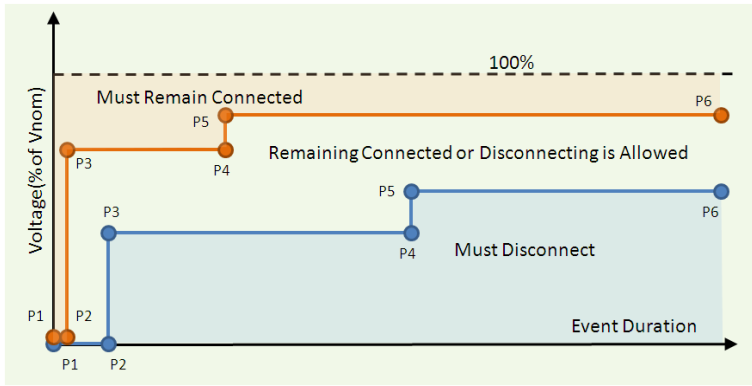 100%
Must Remain Connected
P6
P5
P3
P4
Remaining Connected or Disconnecting is Allowed
P5
P3
P6
P4
Must Disconnect
P1
P2
Event Duration
P1
P2
Voltage(% of Vnom)